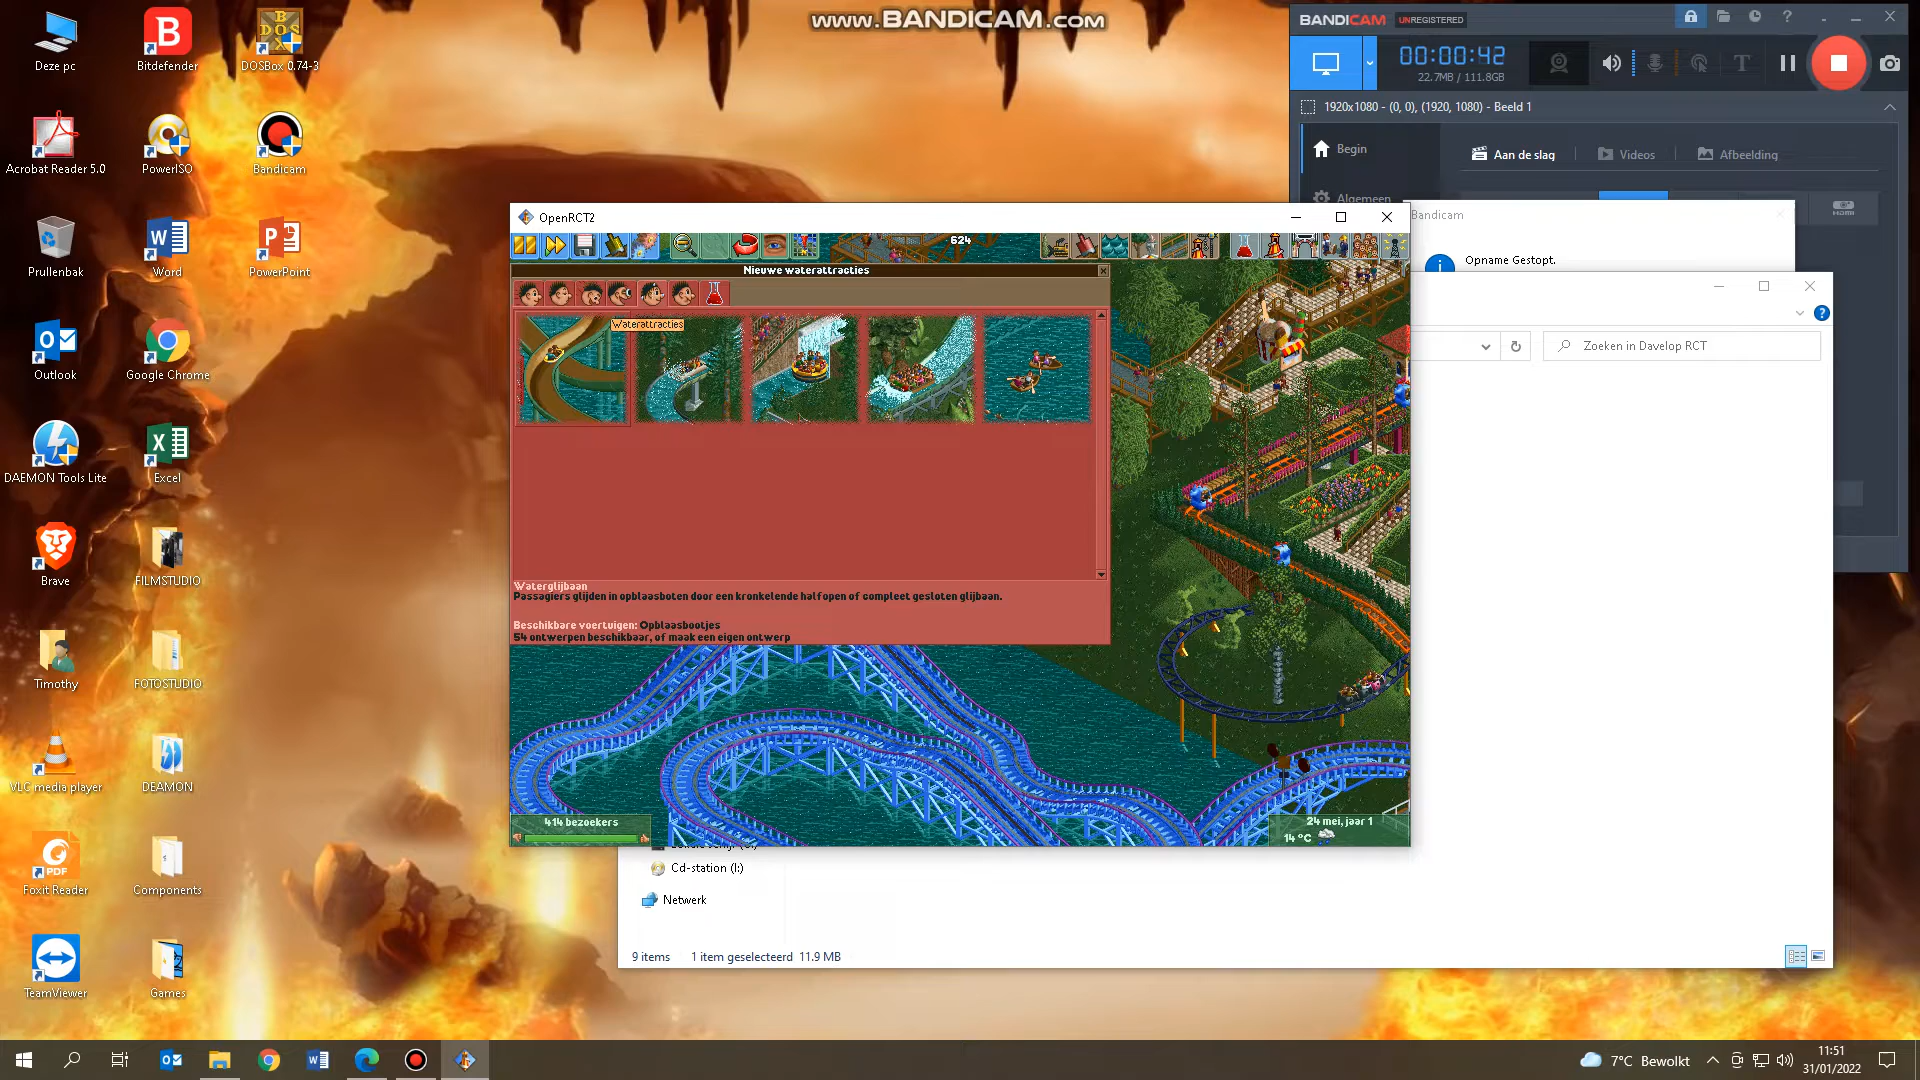 www.BANDICAM.com
Deze pc
Bitdefender
DOSBox 0.74-3
Acrobat Reader 5.0
PowerISO
Bandicam
Prullenbak
Word
PowerPoint
Outlook
Google Chrome
DAEMON Tools Lite
Excel
Brave
FILMSTUDIO
Timothy
FOTOSTUDIO
VLC media player
DEAMON
Foxit Reader
Components
TeamViewer
Games
BANDICAM UNREGISTERED
00:00:42
22.7MB / 111.8GB
1920x1080 - (0, 0), (1920, 1080) - Beeld 1
Begin
Aan de slag
Videos
Afbeelding
Algemeen
HDMI
Bandicam
Opname Gestopt.
Zoeken in Davelop RCT
OpenRCT2
624
Nieuwe waterattracties
Waterattracties
Waterglijbaan
Passagiers glijden in opblaasboten door een kronkelende halfopen of compleet gesloten glijbaan.
Beschikbare voertuigen: Opblaasbootjes
54 ontwerpen beschikbaar, of maak een eigen ontwerp
414 bezoekers
24 mei, jaar 1
14 °C
Cd-station (I:)
Netwerk
9 items 1 item geselecteerd 11.9 MB
7°C Bewolkt
11:51
31/01/2022